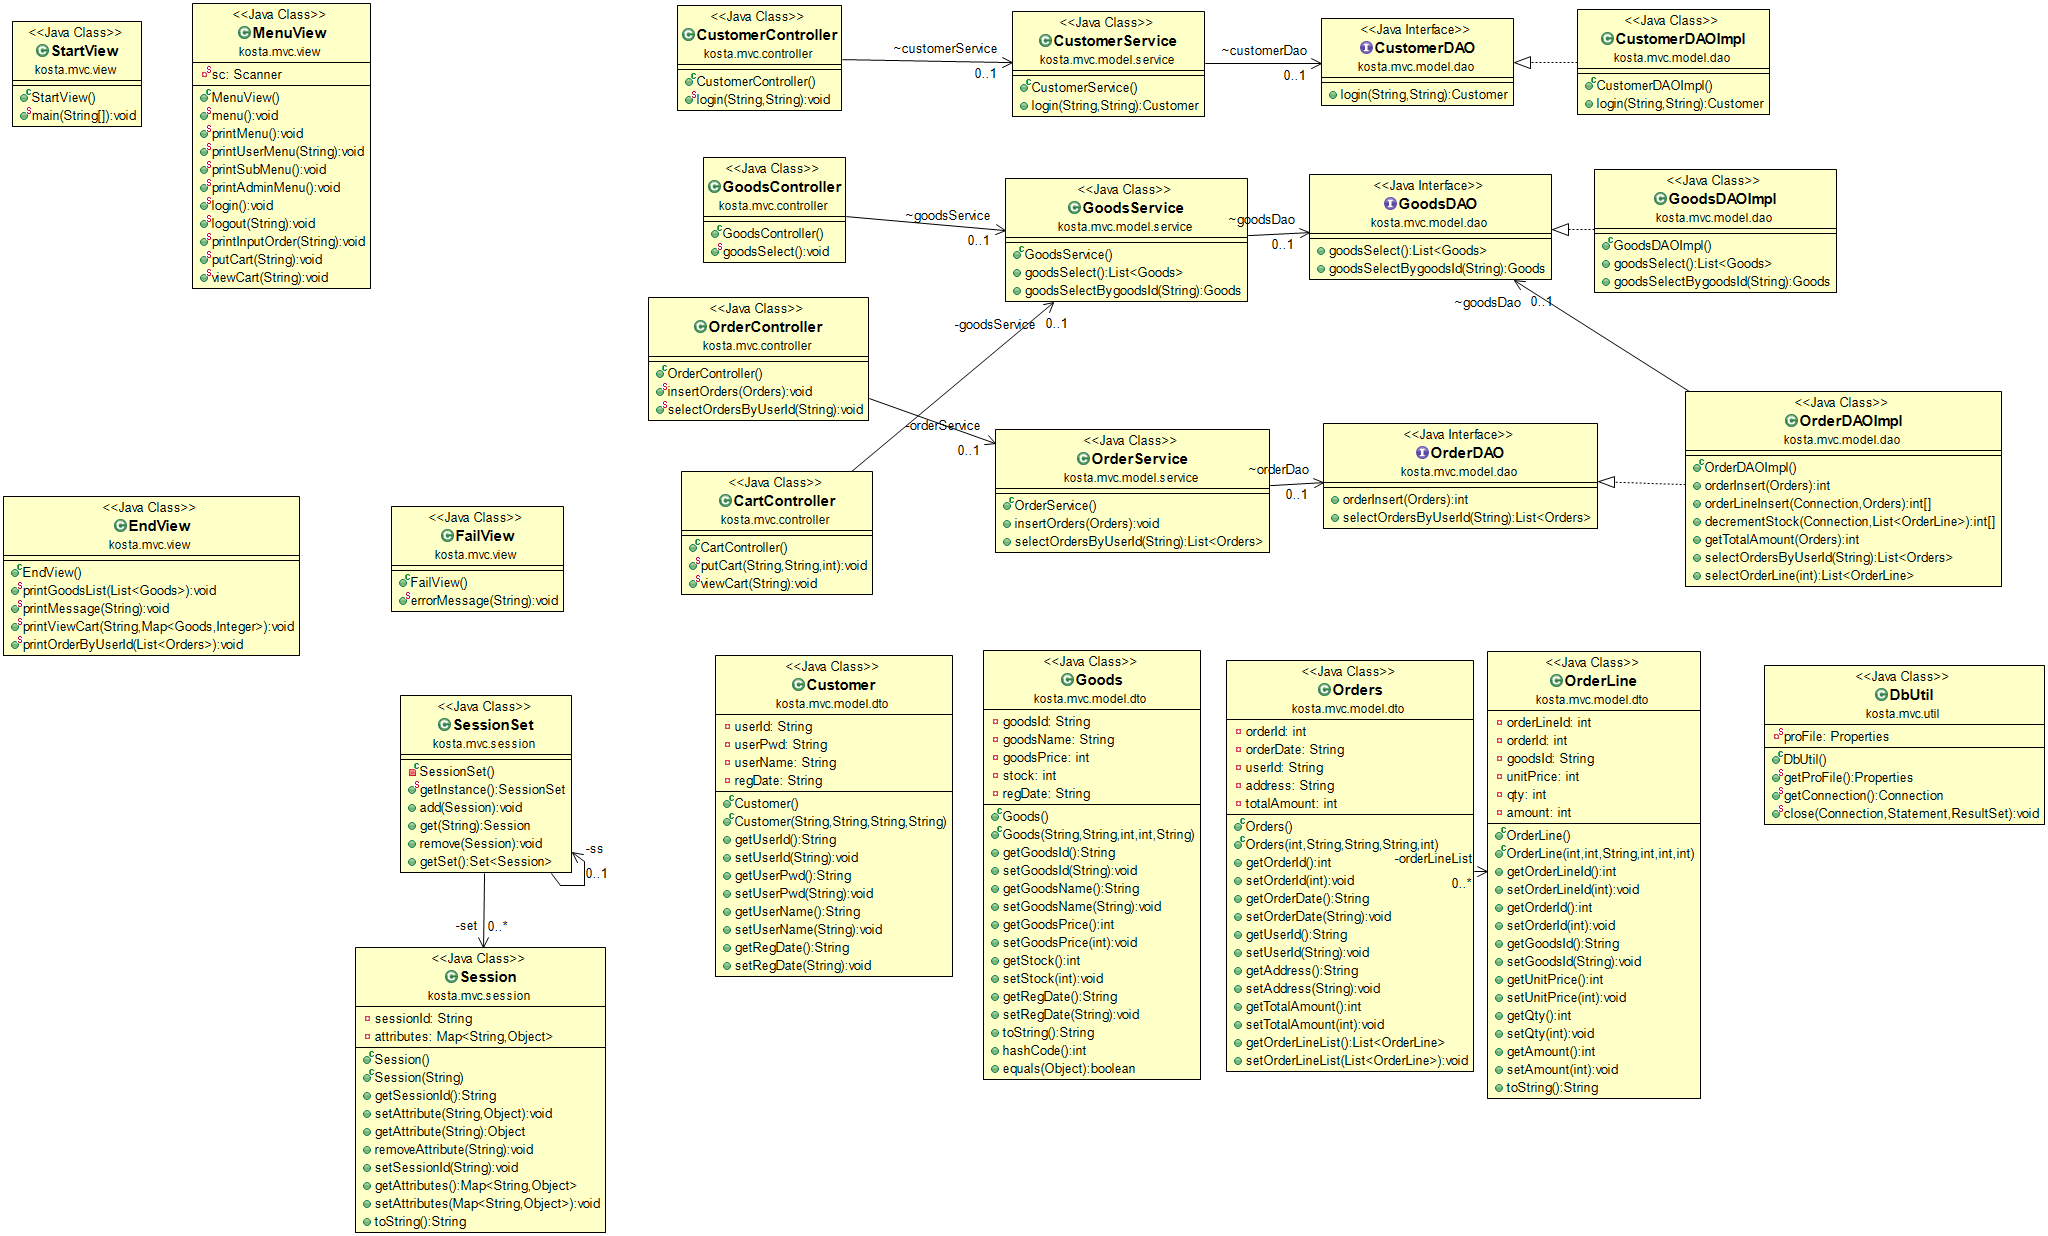 <<Java Class>>
StartView
kosta.mvc.view
StartView()
main(String[]):void
<<Java Class>>
MenuView
kosta.mvc.view
sc: Scanner
MenuView()
menu():void
printMenu():void
printUserMenu(String):void
printSubMenu():void
printAdminMenu():void
login():void
logout(String):void
printInputOrder(String):void
putCart(String):void
viewCart(String):void
<<Java Class>>
CustomerController
kosta.mvc.controller
CustomerController()
login(String,String):void
~customerService
0..1
<<Java Class>>
CustomerService
kosta.mvc.model.service
CustomerService()
login(String,String):Customer
~customerDao
0..1
<<Java Interface>>
CustomerDAO
kosta.mvc.model.dao
login(String,String):Customer
<<Java Class>>
CustomerDAOImpl
kosta.mvc.model.dao
CustomerDAOImpl()
login(String,String):Customer
<<Java Class>>
GoodsController
kosta.mvc.controller
GoodsController()
goodsSelect():void
~goodsService
0..1
<<Java Class>>
GoodsService
kosta.mvc.model.service
GoodsService()
goodsSelect():List<Goods>
goodsSelectBygoodsId(String):Goods
~goodsDao
0..1
<<Java Interface>>
GoodsDAO
kosta.mvc.model.dao
goodsSelect():List<Goods>
goodsSelectBygoodsId(String):Goods
<<Java Class>>
GoodsDAOImpl
kosta.mvc.model.dao
GoodsDAOImpl()
goodsSelect():List<Goods>
goodsSelectBygoodsId(String):Goods
~goodsDao 0..1
<<Java Class>>
OrderController
kosta.mvc.controller
OrderController()
insertOrders(Orders):void
selectOrdersByUserId(String):void
-goodsService 0..1
-orderService
0..1
<<Java Class>>
CartController
kosta.mvc.controller
CartController()
putCart(String,String,int):void
viewCart(String):void
<<Java Class>>
OrderService
kosta.mvc.model.service
OrderService()
insertOrders(Orders):void
selectOrdersByUserId(String):List<Orders>
~orderDao
0..1
<<Java Interface>>
OrderDAO
kosta.mvc.model.dao
orderInsert(Orders):int
selectOrdersByUserId(String):List<Orders>
<<Java Class>>
OrderDAOImpl
kosta.mvc.model.dao
OrderDAOImpl()
orderInsert(Orders):int
orderLineInsert(Connection,Orders):int[]
decrementStock(Connection,List<OrderLine>):int[]
getTotalAmount(Orders):int
selectOrdersByUserId(String):List<Orders>
selectOrderLine(int):List<OrderLine>
<<Java Class>>
EndView
kosta.mvc.view
EndView()
printGoodsList(List<Goods>):void
printMessage(String):void
printViewCart(String,Map<Goods,Integer>):void
printOrderByUserId(List<Orders>):void
<<Java Class>>
FailView
kosta.mvc.view
FailView()
errorMessage(String):void
<<Java Class>>
SessionSet
kosta.mvc.session
SessionSet()
getInstance():SessionSet
add(Session):void
get(String):Session
remove(Session):void
getSet():Set<Session>
-ss
0..1
-set 0..*
<<Java Class>>
Session
kosta.mvc.session
sessionId: String
attributes: Map<String,Object>
Session()
Session(String)
getSessionId():String
setAttribute(String,Object):void
getAttribute(String):Object
removeAttribute(String):void
setSessionId(String):void
getAttributes():Map<String,Object>
setAttributes(Map<String,Object>):void
toString():String
<<Java Class>>
Customer
kosta.mvc.model.dto
userId: String
userPwd: String
userName: String
regDate: String
Customer()
Customer(String,String,String,String)
getUserId():String
setUserId(String):void
getUserPwd():String
setUserPwd(String):void
getUserName():String
setUserName(String):void
getRegDate():String
setRegDate(String):void
<<Java Class>>
Goods
kosta.mvc.model.dto
goodsId: String
goodsName: String
goodsPrice: int
stock: int
regDate: String
Goods()
Goods(String,String,int,int,String)
getGoodsId():String
setGoodsId(String):void
getGoodsName():String
setGoodsName(String):void
getGoodsPrice():int
setGoodsPrice(int):void
getStock():int
setStock(int):void
getRegDate():String
setRegDate(String):void
toString():String
hashCode():int
equals(Object):boolean
<<Java Class>>
Orders
kosta.mvc.model.dto
orderId: int
orderDate: String
userId: String
address: String
totalAmount: int
Orders()
Orders(int,String,String,String,int)
getOrderId():int
setOrderId(int):void
getOrderDate():String
setOrderDate(String):void
getUserId():String
setUserId(String):void
getAddress():String
setAddress(String):void
getTotalAmount():int
setTotalAmount(int):void
getOrderLineList():List<OrderLine>
setOrderLineList(List<OrderLine>):void
-orderLineList
0..*
<<Java Class>>
OrderLine
kosta.mvc.model.dto
orderLineId: int
orderId: int
goodsId: String
unitPrice: int
qty: int
amount: int
OrderLine()
OrderLine(int,int,String,int,int,int)
getOrderLineId():int
setOrderLineId(int):void
getOrderId():int
setOrderId(int):void
getGoodsId():String
setGoodsId(String):void
getUnitPrice():int
setUnitPrice(int):void
getQty():int
setQty(int):void
getAmount():int
setAmount(int):void
toString():String
<<Java Class>>
DbUtil
kosta.mvc.util
proFile: Properties
DbUtil()
getProFile():Properties
getConnection():Connection
close(Connection,Statement,ResultSet):void